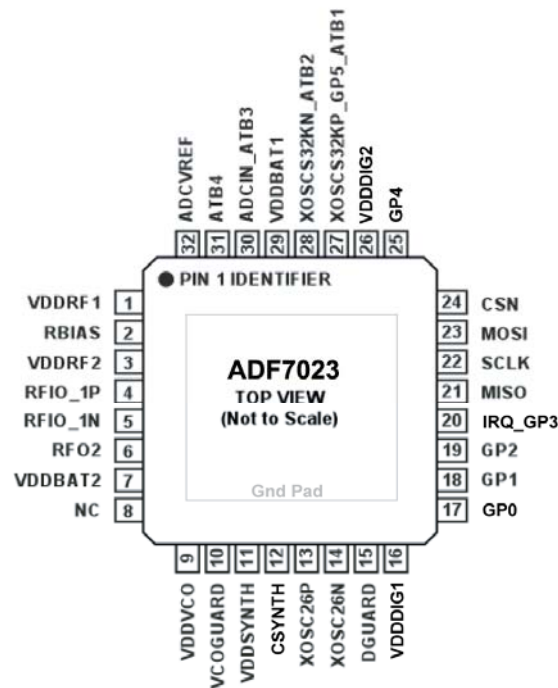 ADCVREF
ATB4
ADCIN_ATB3
VDDBAT1
XOSCS32KN_ATB2
XOSCS32KP_GP5_ATB1
VDDDIG2
GP4
32
31
30
29
28
27
26
25
PIN 1 IDENTIFIER
VDDRF1 1
RBIAS 2
VDDRF2 3
RFIO_1P 4
RFIO_1N 5
RFO2 6
VDDBAT2 7
NC 8
ADF7023
TOP VIEW
(Not to Scale)
Gnd Pad
24 CSN
23 MOSI
22 SCLK
21 MISO
20 IRQ_GP3
19 GP2
18 GP1
17 GP0
9
10
11
12
13
14
15
16
VDDVCO
VCOGUARD
VDDSYNTH
CSYNTH
XOSC26P
XOSC26N
DGUARD
VDDDIG1